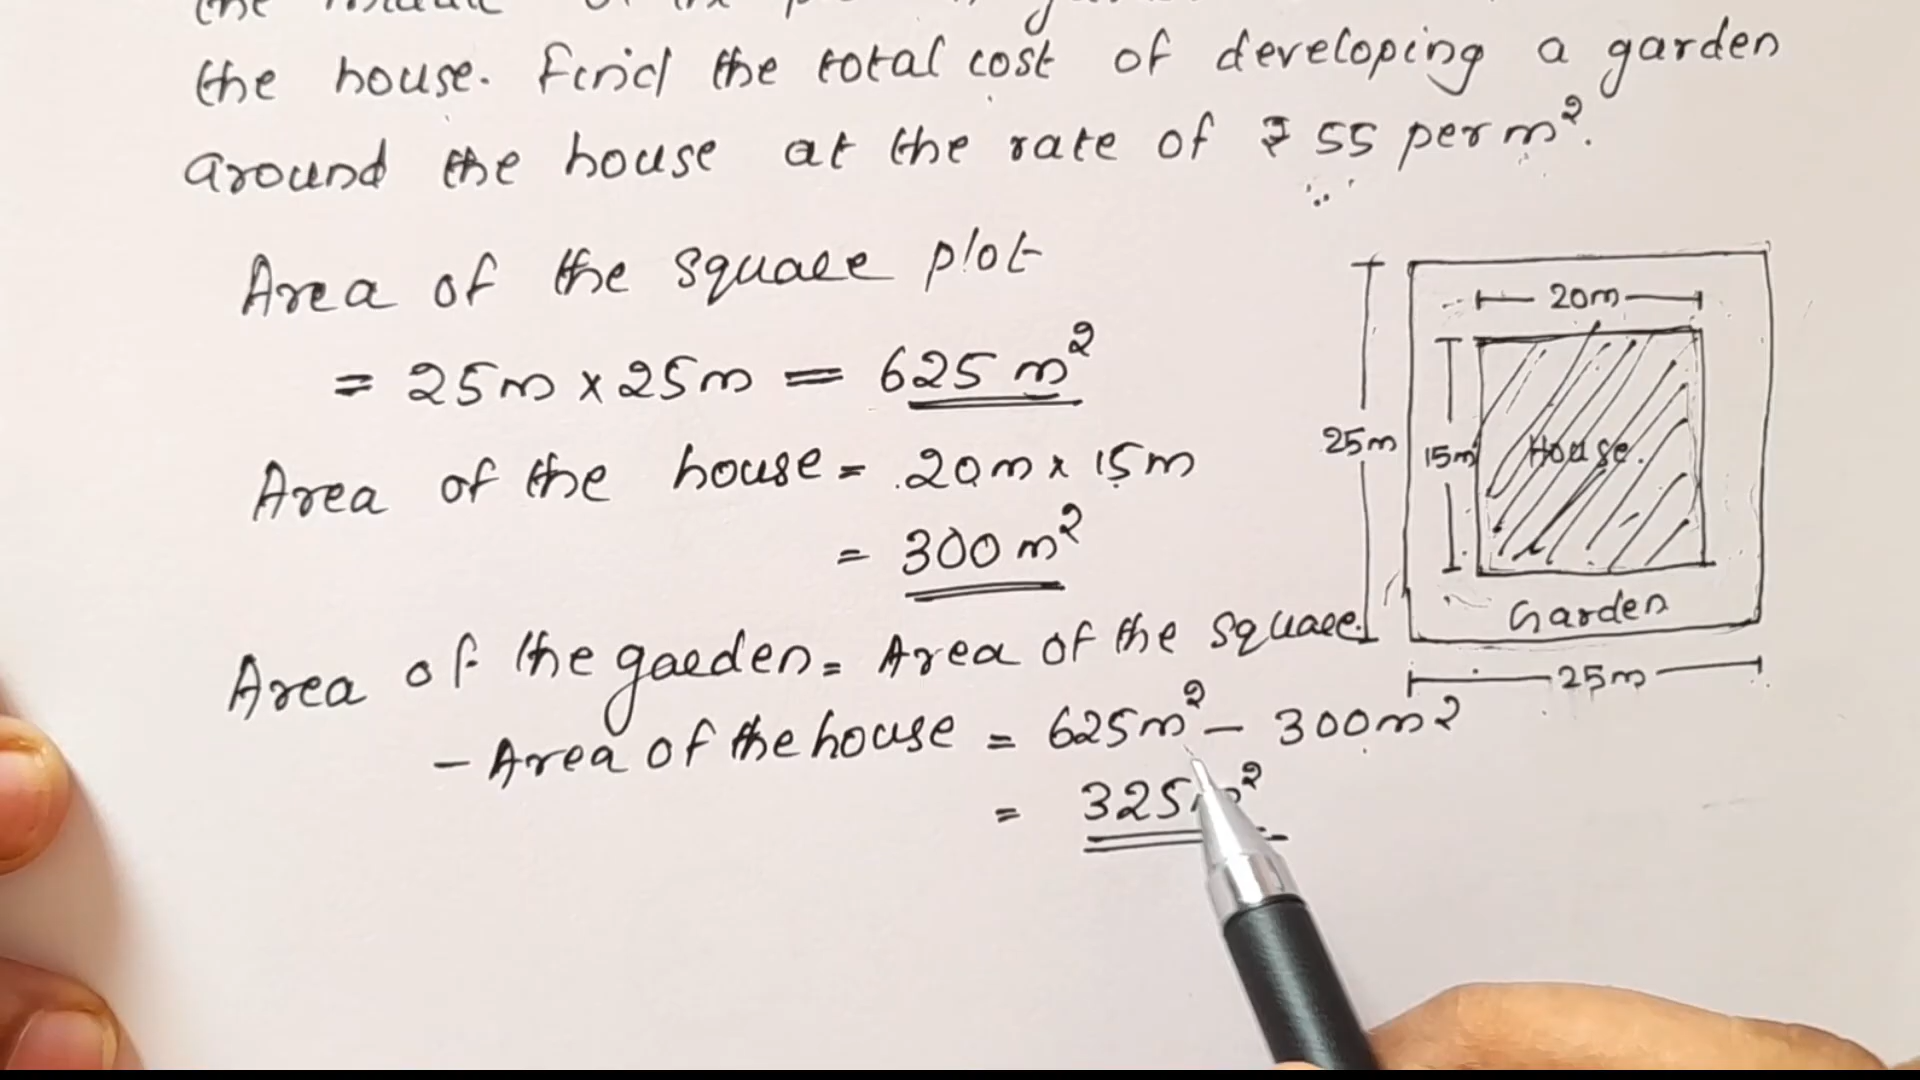 the house. Find the total cost of developing a garden
around the house at the rate of ₹ 55 per m².
Area of the square plot
= 25m × 25m = 625 m²
Area of the house = 20m × 15m
= 300 m²
Area of the garden = Area of the square
- Area of the house = 625m² - 300m2
= 325m²
20m
25m
15m
House
Garden
25m